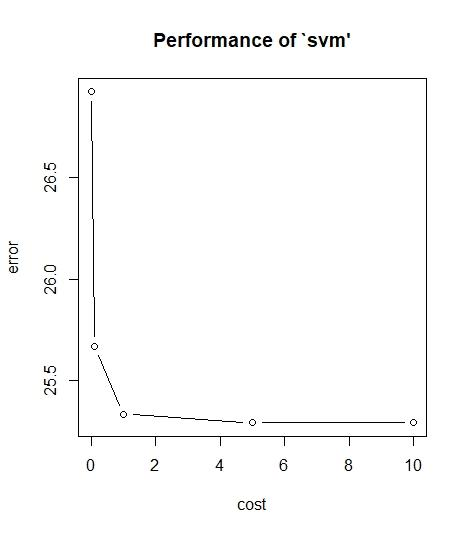 Performance of `svm'
error
26.5
26.0
25.5
0 2 4 6 8 10
cost